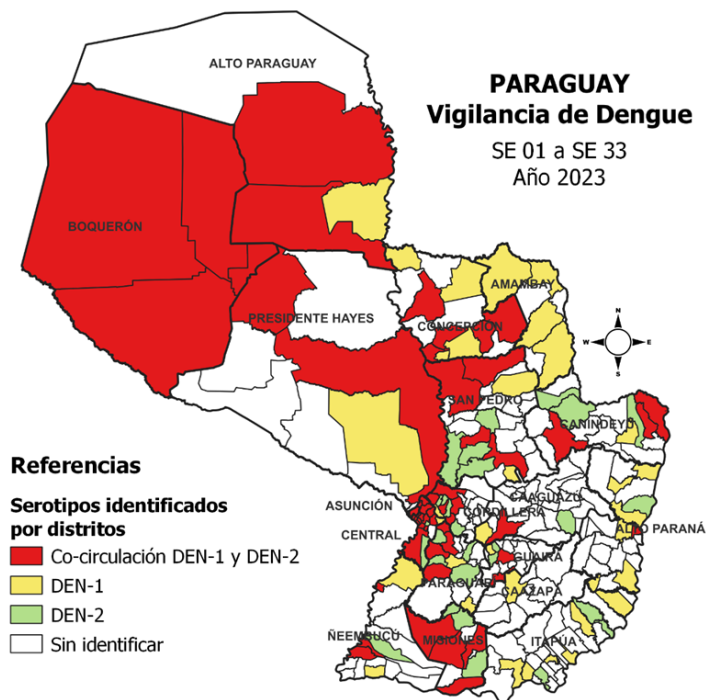 PARAGUAY
Vigilancia de Dengue
SE 01 a SE 33
Año 2023
ALTO PARAGUAY
BOQUERÓN
AMAMBAY
PRESIDENTE HAYES
CONCEPCIÓN
N
W
E
S
SAN PEDRO
CANINDEYÚ
Referencias
Serotipos identificados
por distritos
Co-circulación DEN-1 y DEN-2
DEN-1
DEN-2
Sin identificar
ASUNCIÓN
CENTRAL
CORDILLERA
CAAGUAZÚ
ALTO PARANÁ
GUAIRÁ
PARAGUARÍ
CAAZAPÁ
ÑEEMBUCÚ
MISIONES
ITAPÚA